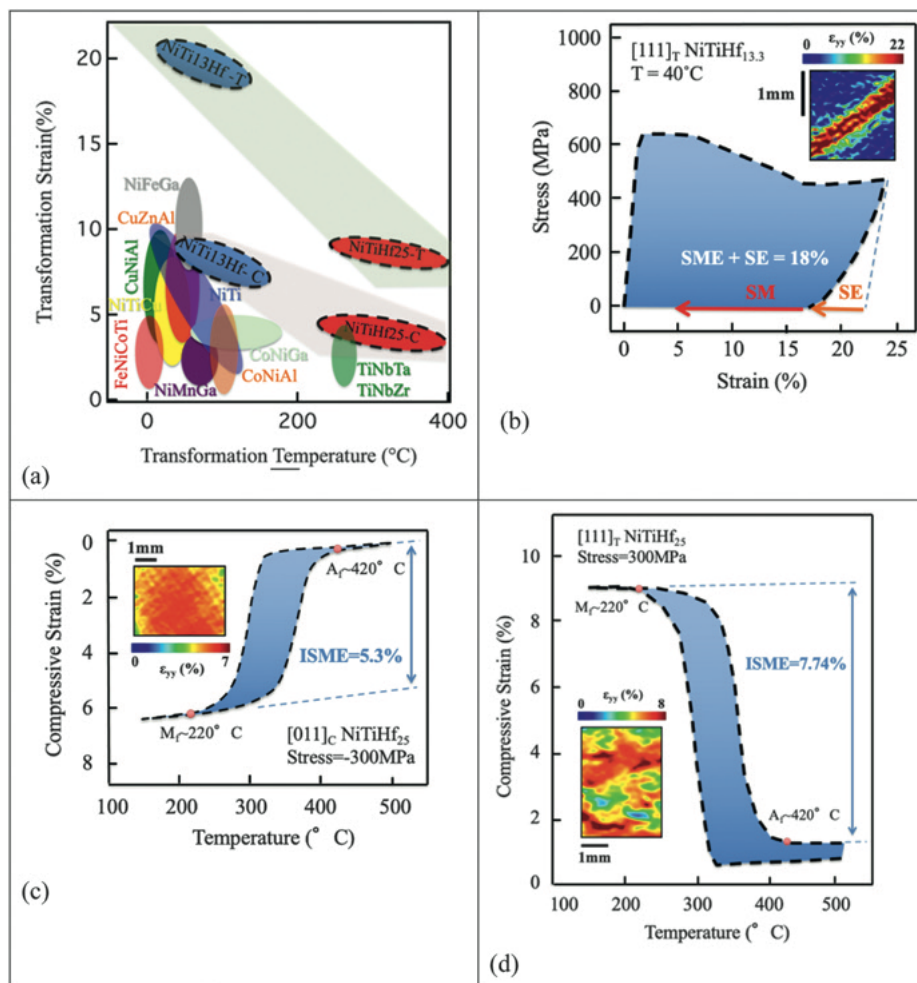 20
15
10
5
0
Transformation Strain(%)
NiTi13Hf -T
NiFeGa
CuZnAl
CuNiAl
NiTi13Hf- C
NiTiHf25-T
NiTiCu
NiTi
FeNiCoTi
NiTiHf25-C
CoNiGa
NiMnGa
CoNiAl
TiNbTa
TiNbZr
0 200 400
Transformation Temperature (°C)
(a)
1000
800
600
400
200
0
Stress (MPa)
[111]T NiTiHf13.3
T = 40˚C
εyy (%)
0 22
1mm
SME + SE = 18%
SM
SE
0 5 10 15 20 25 30
Strain (%)
(b)
0
2
4
6
8
Compressive Strain (%)
1mm
0 εyy (%) 7
Af~420° C
ISME=5.3%
Mf~220° C
[011]C NiTiHf25
Stress=-300MPa
100 200 300 400 500
Temperature (° C)
(c)
10
8
6
4
2
0
Compressive Strain (%)
[111]T NiTiHf25
Stress=300MPa
Mf~220° C
ISME=7.74%
εyy (%)
0 8
1mm
Af~420° C
100 200 300 400 500
Temperature (° C)
(d)